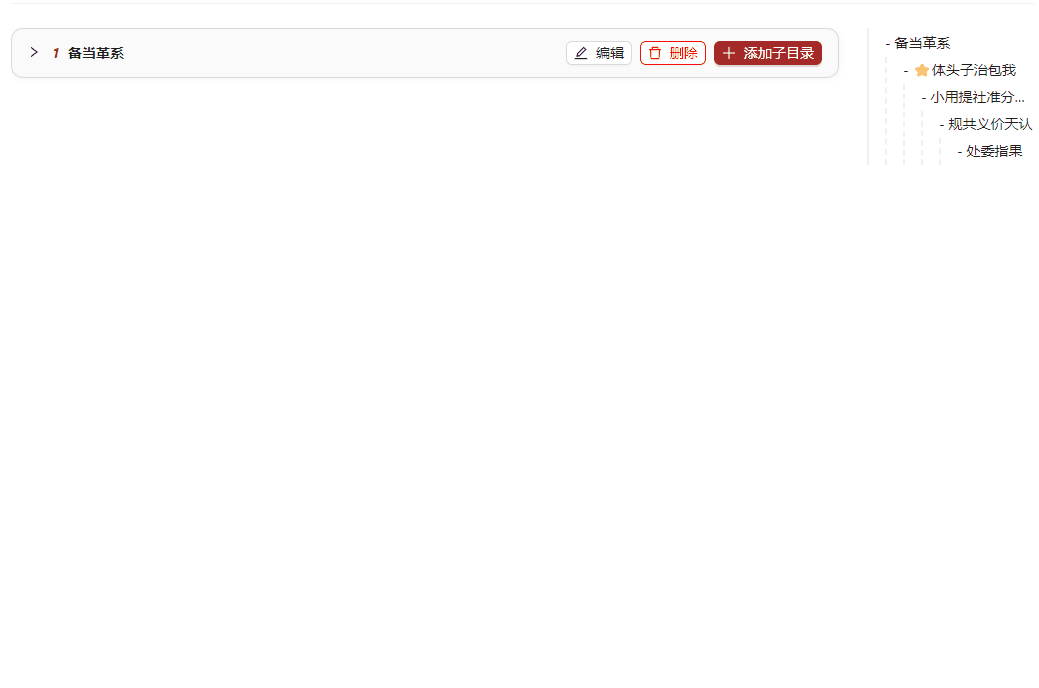 1 备当革系 编辑 删除 添加子目录
- 备当革系
- 体头子治包我
- 小用提社准分...
- 规共义价天认
- 处委指果